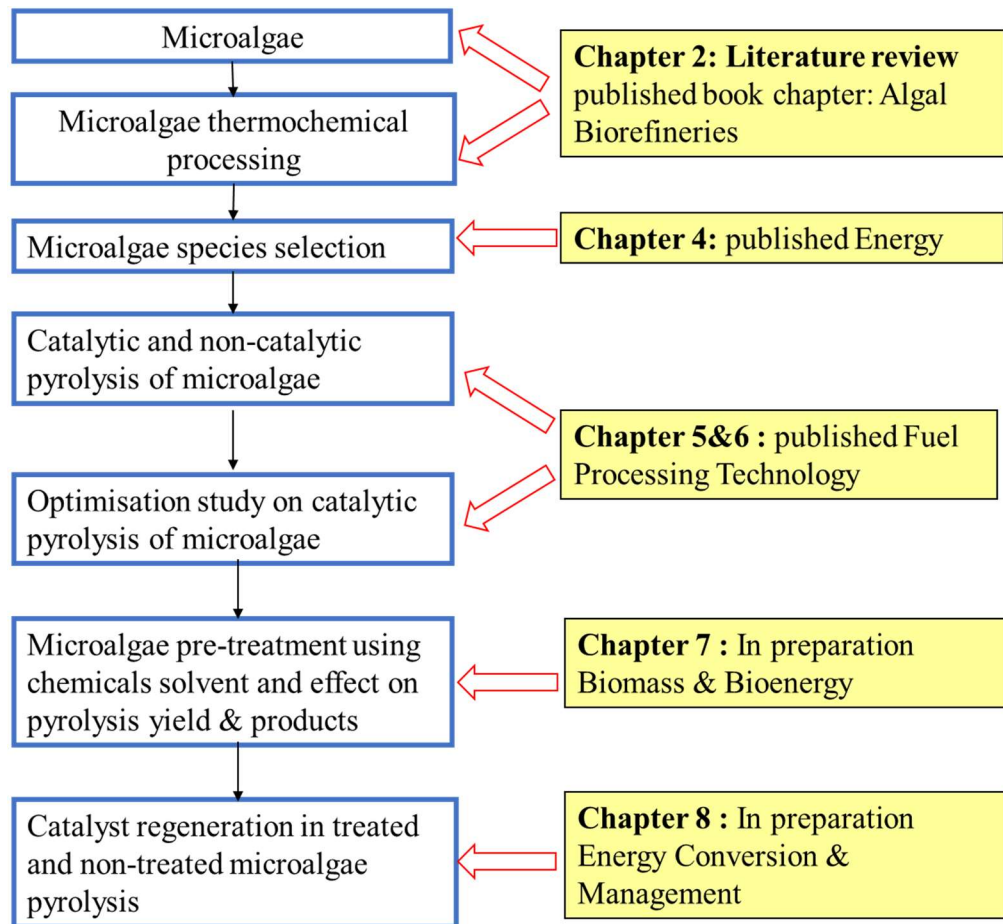 Microalgae
Microalgae thermochemical
processing
Microalgae species selection
Catalytic and non-catalytic
pyrolysis of microalgae
Optimisation study on catalytic
pyrolysis of microalgae
Microalgae pre-treatment using
chemicals solvent and effect on
pyrolysis yield & products
Catalyst regeneration in treated
and non-treated microalgae
pyrolysis
Chapter 2: Literature review
published book chapter: Algal
Biorefineries
Chapter 4: published Energy
Chapter 5&6 : published Fuel
Processing Technology
Chapter 7 : In preparation
Biomass & Bioenergy
Chapter 8 : In preparation
Energy Conversion &
Management